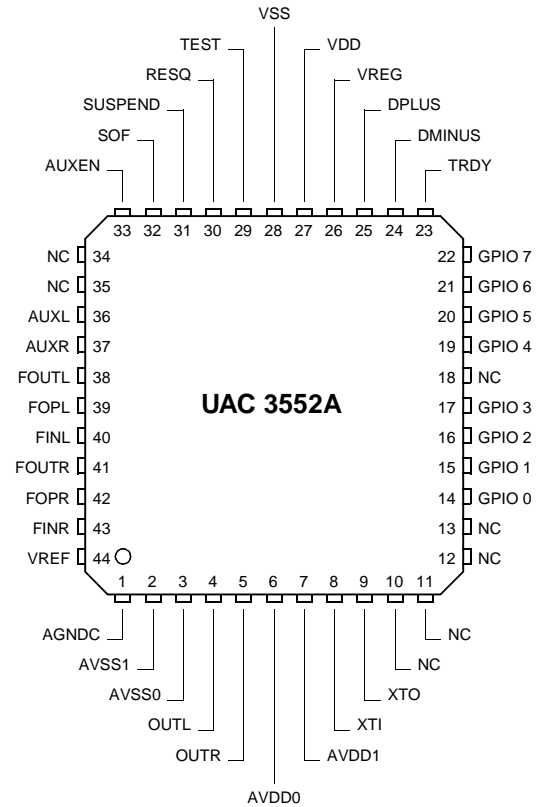 VSS
TEST VDD
RESQ VREG
SUSPEND DPLUS
SOF DMINUS
AUXEN TRDY
33 32 31 30 29 28 27 26 25 24 23
NC 34 22 GPIO 7
NC 35 21 GPIO 6
AUXL 36 20 GPIO 5
AUXR 37 19 GPIO 4
FOUTL 38 18 NC
FOPL 39 17 GPIO 3
UAC 3552A
FINL 40 16 GPIO 2
FOUTR 41 15 GPIO 1
FOPR 42 14 GPIO 0
FINR 43 13 NC
VREF 44 12 NC
1 2 3 4 5 6 7 8 9 10 11
AGNDC NC
AVSS1 NC
AVSS0 XTO
OUTL XTI
OUTR AVDD1
AVDD0